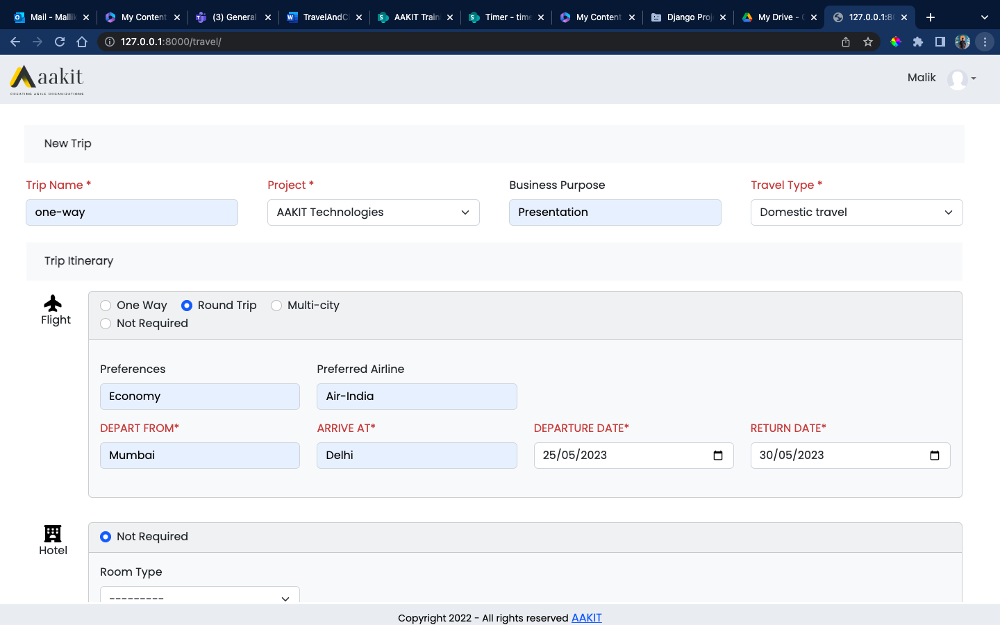 Mail - Mallik
My Content
(3) General
TravelAndCl
AAKIT Train
Timer - time
My Content
Django Proj
My Drive -
127.0.0.1:80
127.0.0.1:8000/travel/
aakit
CREATING AGILE ORGANIZATIONS
Malik
New Trip
Trip Name * Project * Business Purpose Travel Type *
one-way AAKIT Technologies Presentation Domestic travel
Trip Itinerary
Flight
One Way Round Trip Multi-city
Not Required
Preferences Preferred Airline
Economy Air-India
DEPART FROM* ARRIVE AT* DEPARTURE DATE* RETURN DATE*
Mumbai Delhi 25/05/2023 30/05/2023
Hotel
Not Required
Room Type
---------
Copyright 2022 - All rights reserved AAKIT